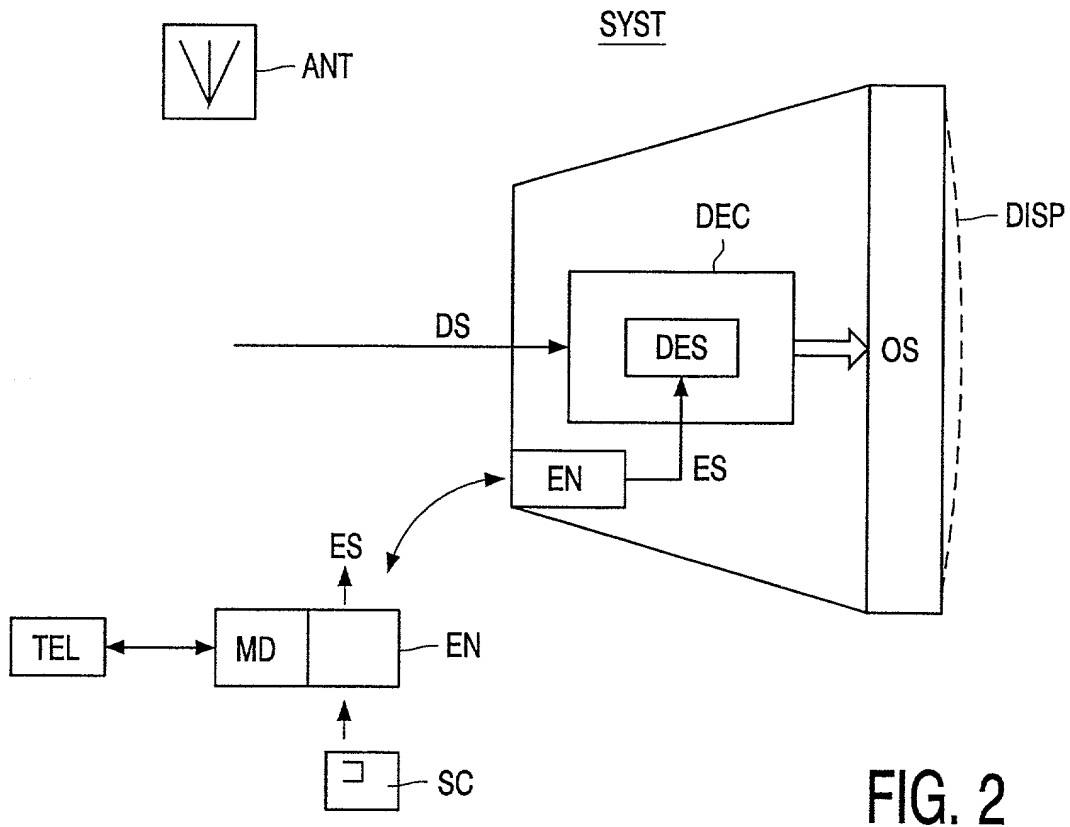 SYST
ANT
DEC
DISP
DS
DES
OS
EN
ES
ES
TEL
MD
EN
SC
FIG. 2